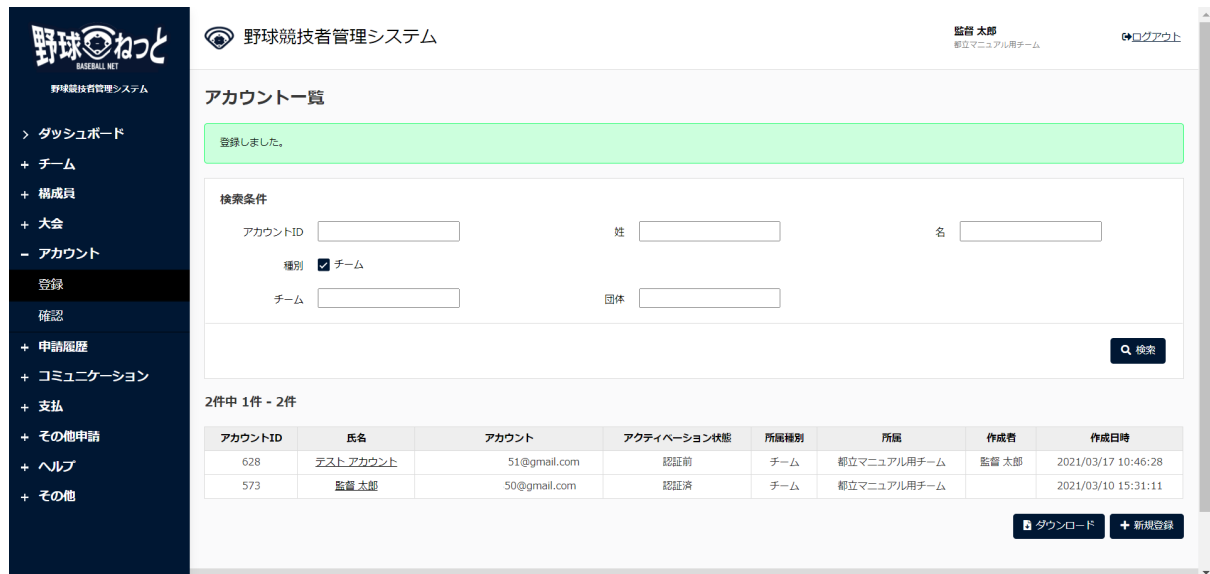 野球ねっと
BASEBALL NET
野球競技者管理システム
ダッシュボード
チーム
構成員
大会
アカウント
登録
確認
申請履歴
コミュニケーション
支払
その他申請
ヘルプ
その他
野球競技者管理システム
監督 太郎
都立マニュアル用チーム
ログアウト
アカウント一覧
登録しました。
検索条件
アカウントID 姓 名
種別 チーム
チーム 団体
検索
2件中 1件 - 2件
アカウントID 氏名 アカウント アクティベーション状態 所属種別 所属 作成者 作成日時
628 テスト アカウント 51@gmail.com 認証前 チーム 都立マニュアル用チーム 監督 太郎 2021/03/17 10:46:28
573 監督 太郎 50@gmail.com 認証済 チーム 都立マニュアル用チーム 2021/03/10 15:31:11
ダウンロード + 新規登録